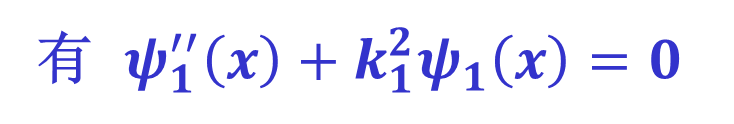 有 ψ₁″(x) + k₁²ψ₁(x) = 0